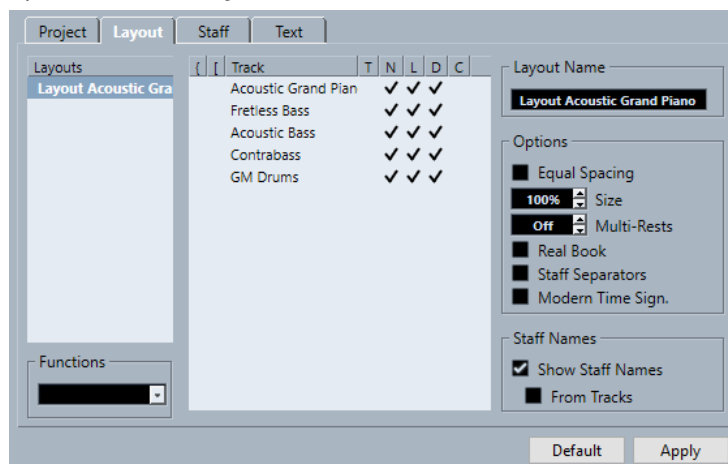 Project Layout Staff Text
Layouts
Layout Acoustic Gra
{ [ Track T N L D C
Acoustic Grand Pian
Fretless Bass
Acoustic Bass
Contrabass
GM Drums
Layout Name
Layout Acoustic Grand Piano
Options
Equal Spacing
100% Size
Off Multi-Rests
Real Book
Staff Separators
Modern Time Sign.
Functions
Staff Names
Show Staff Names
From Tracks
Default Apply